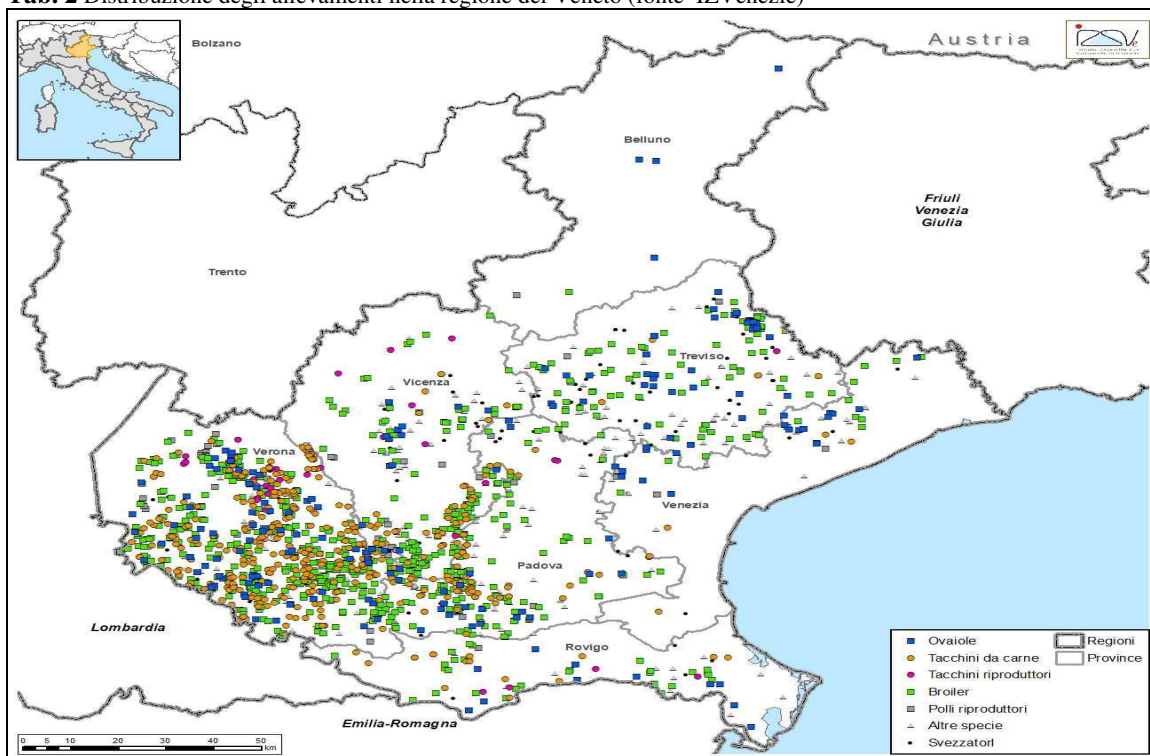 Tab. 2 Distribuzione degli allevamenti nella regione del Veneto (fonte IZVenezie)
Bolzano
Austria
Belluno
Friuli
Venezia
Giulia
Trento
Treviso
Vicenza
Verona
Venezia
Padova
Lombardia
Rovigo
Emilia-Romagna
Ovaiole
Tacchini da carne
Tacchini riproduttori
Broiler
Polli riproduttori
Altre specie
Svezzatori
Regioni
Province
0 5 10 20 30 40 50
km